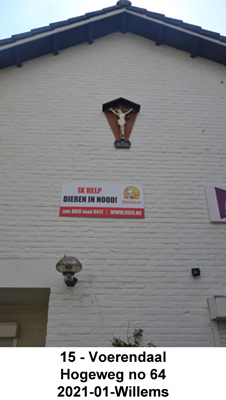 IK HELP
DIEREN IN NOOD!
15 - Voerendaal
Hogeweg no 64
2021-01-Willems